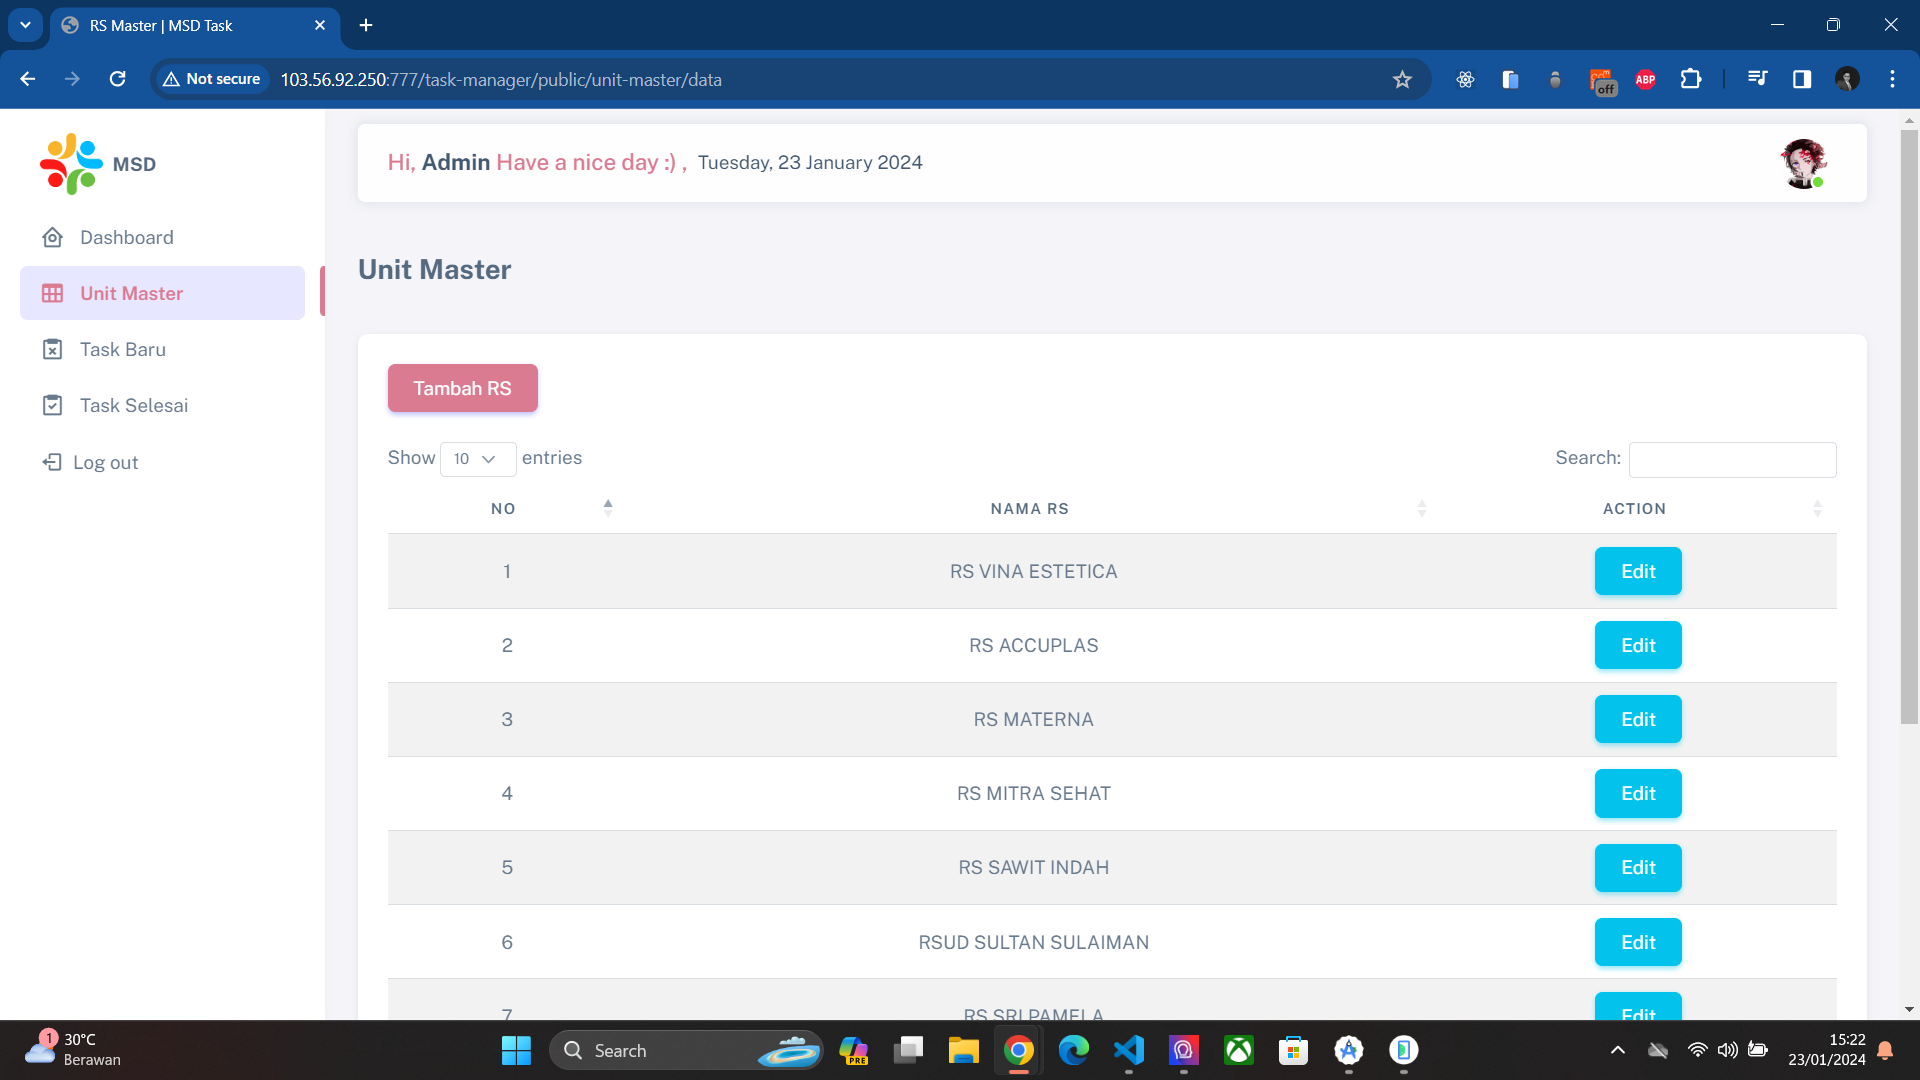 RS Master | MSD Task
Not secure 103.56.92.250:777/task-manager/public/unit-master/data
off
ABP
MSD
Hi, Admin Have a nice day :) , Tuesday, 23 January 2024
Dashboard
Unit Master
Task Baru
Task Selesai
Log out
Unit Master
Tambah RS
Show 10 entries
Search:
NO NAMA RS ACTION
1 RS VINA ESTETICA Edit
2 RS ACCUPLAS Edit
3 RS MATERNA Edit
4 RS MITRA SEHAT Edit
5 RS SAWIT INDAH Edit
6 RSUD SULTAN SULAIMAN Edit
7 RS SRI PAMELA Edit
1
30°C
Berawan
Search
PRE
15:22
23/01/2024